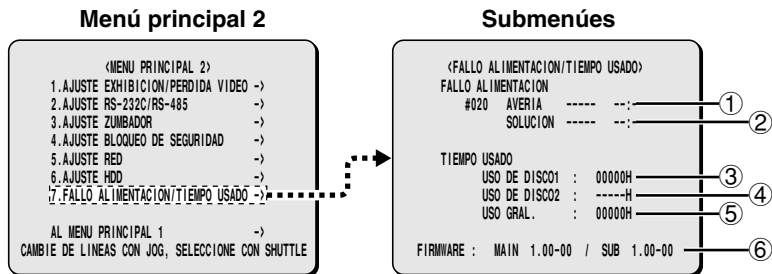 Menú principal 2
<MENU PRINCIPAL 2>
1.AJUSTE EXHIBICION/PERDIDA VIDEO ->
2.AJUSTE RS-232C/RS-485 ->
3.AJUSTE ZUMBADOR ->
4.AJUSTE BLOQUEO DE SEGURIDAD ->
5.AJUSTE RED ->
6.AJUSTE HDD ->
7.FALLO ALIMENTACION/TIEMPO USADO ->
AL MENU PRINCIPAL 1 ->
CAMBIE DE LINEAS CON JOG, SELECCIONE CON SHUTTLE
Submenúes
<FALLO ALIMENTACION/TIEMPO USADO>
FALLO ALIMENTACION
#020 AVERIA ----- --:- ①
SOLUCION ----- --:- ②
TIEMPO USADO
USO DE DISCO1 : 00000H ③
USO DE DISCO2 : -----H ④
USO GRAL. : 00000H ⑤
FIRMWARE : MAIN 1.00-00 / SUB 1.00-00 ⑥